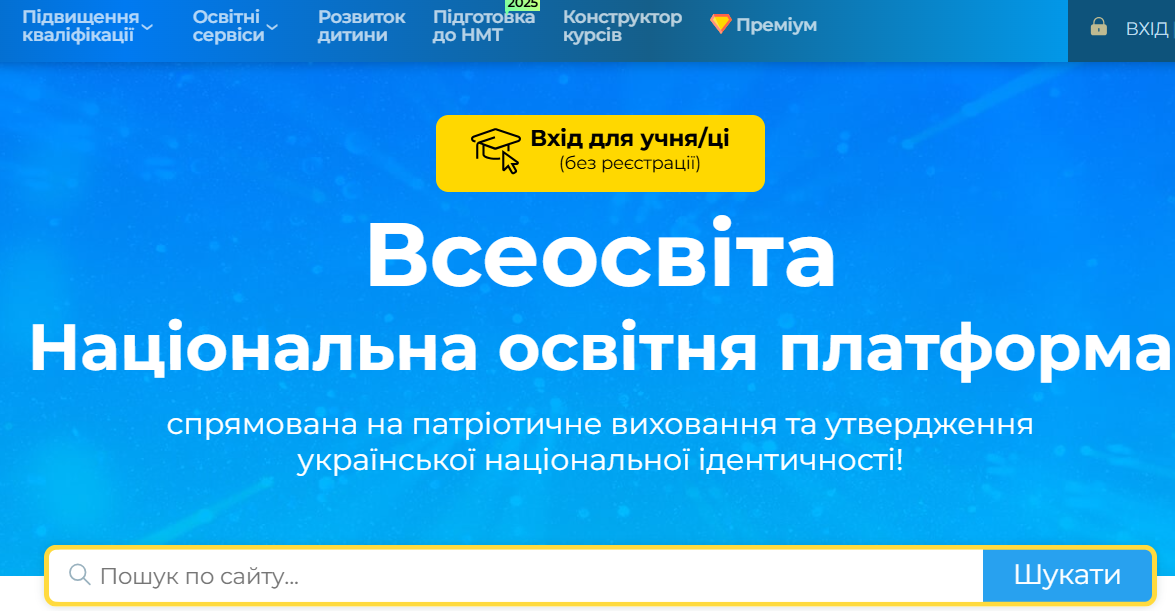 Підвищення кваліфікації
Освітні сервіси
Розвиток дитини
2025
Підготовка до НМТ
Конструктор курсів
Преміум
ВХІД
Вхід для учня/ці
(без реєстрації)
Всеосвіта
Національна освітня платформа
спрямована на патріотичне виховання та утвердження
української національної ідентичності!
Пошук по сайту...
Шукати